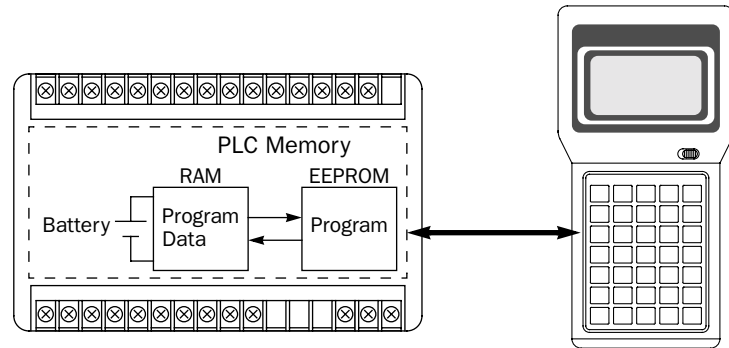 PLC Memory
RAM
EEPROM
Battery
Program
Data
Program